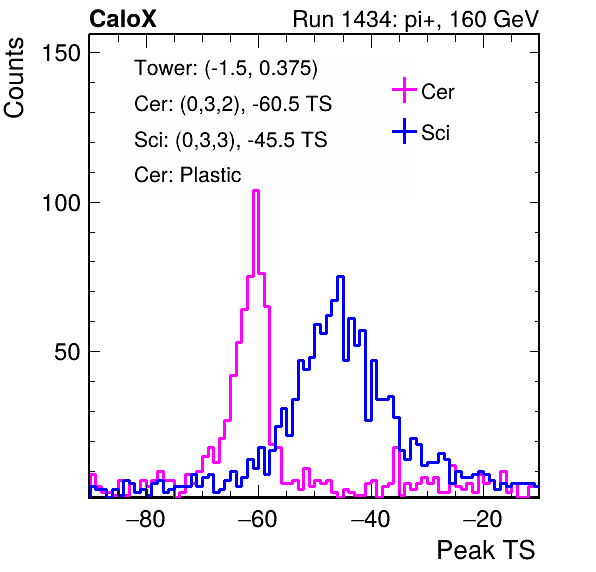 CaloX Run 1434: pi+, 160 GeV
Counts
150
100
50
Tower: (-1.5, 0.375)
Cer: (0,3,2), -60.5 TS
Sci: (0,3,3), -45.5 TS
Cer: Plastic
Cer
Sci
−80 −60 −40 −20
Peak TS